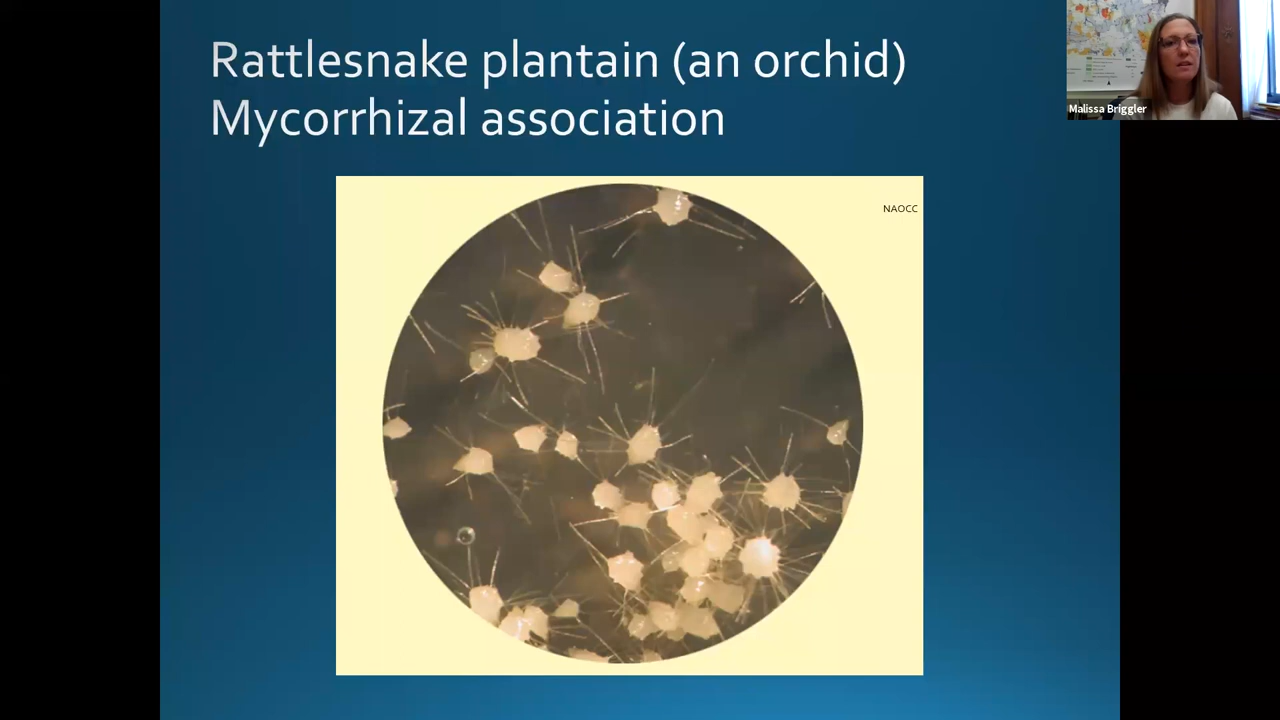 Rattlesnake plantain (an orchid)
Mycorrhizal association
NAOCC
Malissa Briggler